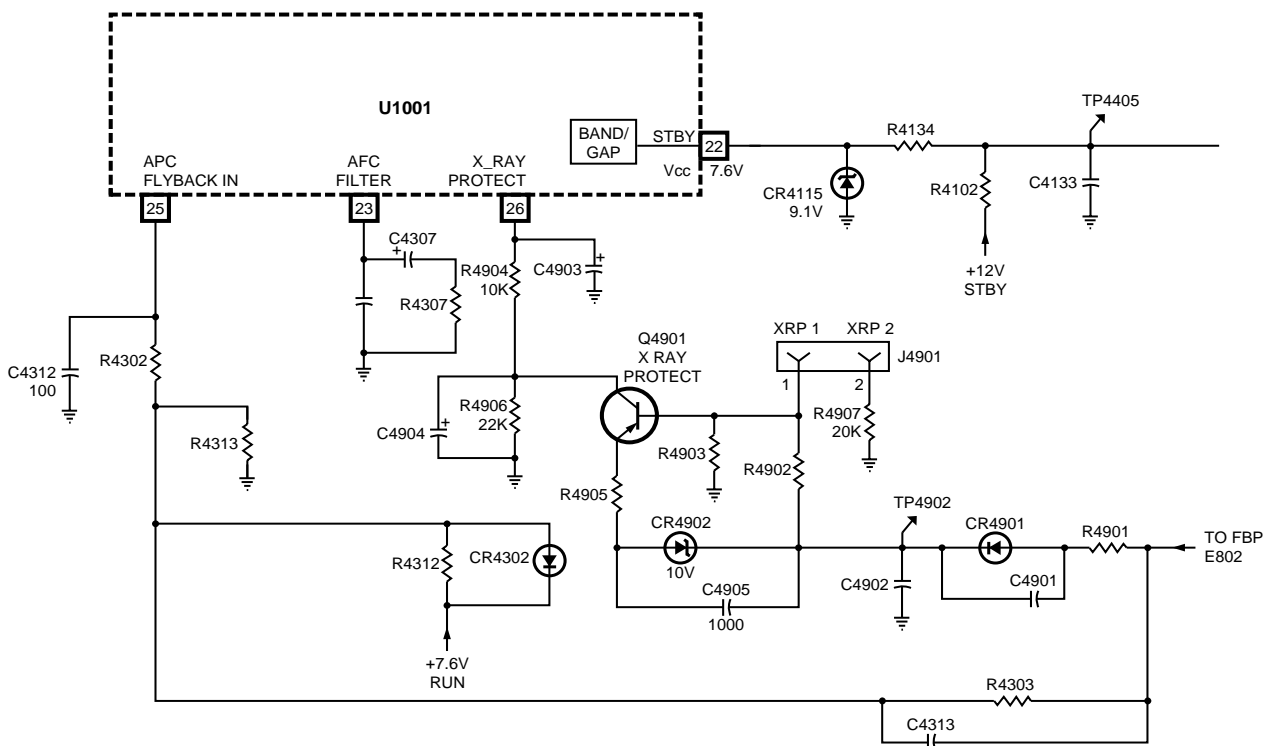 U1001
BAND/
GAP
STBY
22
Vcc
7.6V
APC
FLYBACK IN
AFC
FILTER
X_RAY
PROTECT
25
23
26
TP4405
R4134
CR4115
9.1V
R4102
C4133
+12V
STBY
C4307
+
R4307
R4904
10K
C4903
+
C4312
100
R4302
R4313
Q4901
X RAY
PROTECT
XRP 1
XRP 2
J4901
1
2
C4904
+
R4906
22K
R4903
R4902
R4907
20K
R4905
CR4902
10V
TP4902
CR4901
R4901
TO FBP
E802
R4312
CR4302
C4905
1000
C4902
C4901
+7.6V
RUN
R4303
C4313